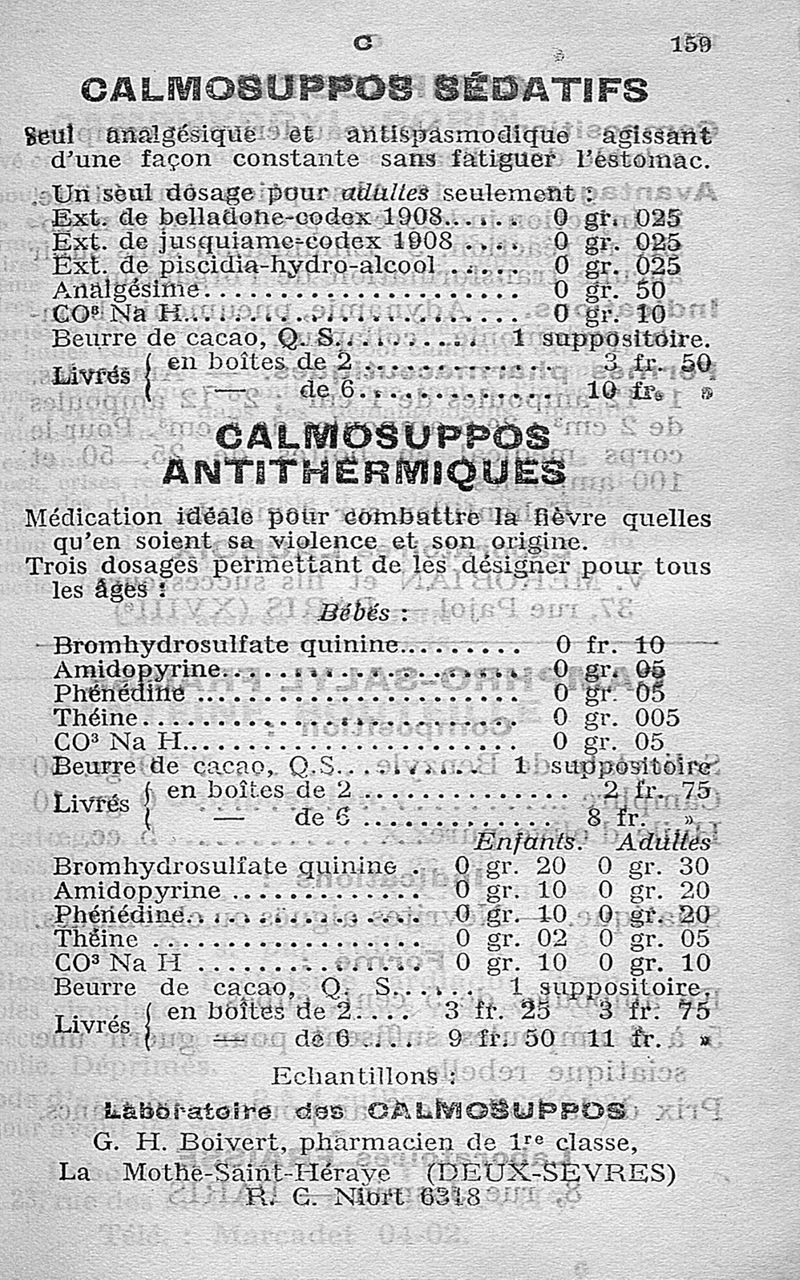 C 159
CALMOSUPPOS SÉDATIFS
Seul analgésique et antispasmodique agissant
d'une façon constante sans fatiguer l'estomac.
Un seul dosage pour adultes seulement :
Ext. de belladone-codex 1908...... 0 gr. 025
Ext. de jusquiame-codex 1908 .... 0 gr. 025
Ext. de piscidia-hydro-alcool ..... 0 gr. 025
Analgésime....................... 0 gr. 50
CO³ Na H......................... 0 gr. 10
Beurre de cacao, Q. S........... 1 suppositoire.
Livrés { en boîtes de 2 .............. 3 fr. 50
— de 6............... 10 fr. »
CALMOSUPPOS
ANTITHERMIQUES
Médication idéale pour combattre la fièvre quelles
qu'en soient sa violence et son origine.
Trois dosages permettant de les désigner pour tous
les âges :
Bébés :
Bromhydrosulfate quinine......... 0 fr. 10
Amidopyrine...................... 0 gr. 05
Phénédine ....................... 0 gr. 05
Théine........................... 0 gr. 005
CO³ Na H......................... 0 gr. 05
Beurre de cacao, Q.S.......... 1 suppositoire
Livrés { en boîtes de 2 ............... 2 fr. 75
— de 6 .............. 8 fr. »
Enfants. Adultes
Bromhydrosulfate quinine . 0 gr. 20 0 gr. 30
Amidopyrine .............. 0 gr. 10 0 gr. 20
Phénédine................. 0 gr. 10 0 gr. 20
Théine ................... 0 gr. 02 0 gr. 05
CO³ Na H ................. 0 gr. 10 0 gr. 10
Beurre de cacao, Q. S...... 1 suppositoire.
Livrés { en boîtes de 2.... 3 fr. 25 3 fr. 75
— de 6 .... 9 fr. 50 11 fr. »
Echantillons :
Laboratoire des CALMOSUPPOS
G. H. Boivert, pharmacien de 1re classe,
La Mothe-Saint-Héraye (DEUX-SEVRES)
R. C. Niort 6318